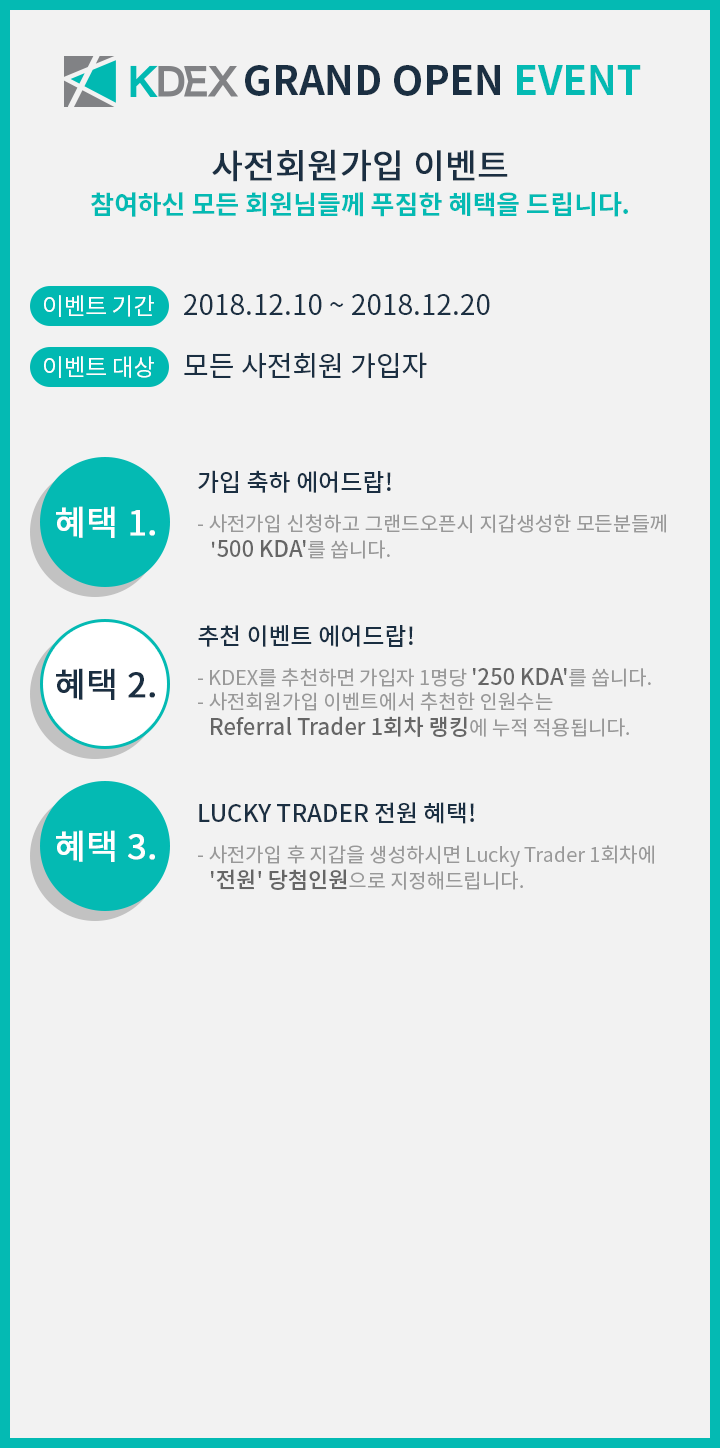 KDEX GRAND OPEN EVENT
사전회원가입 이벤트
참여하신 모든 회원님들께 푸짐한 혜택을 드립니다.
이벤트 기간 2018.12.10 ~ 2018.12.20
이벤트 대상 모든 사전회원 가입자
혜택 1.
가입 축하 에어드랍!
- 사전가입 신청하고 그랜드오픈시 지갑생성한 모든분들께
'500 KDA'를 쏩니다.
혜택 2.
추천 이벤트 에어드랍!
- KDEX를 추천하면 가입자 1명당 '250 KDA'를 쏩니다.
- 사전회원가입 이벤트에서 추천한 인원수는
Referral Trader 1회차 랭킹에 누적 적용됩니다.
혜택 3.
LUCKY TRADER 전원 혜택!
- 사전가입 후 지갑을 생성하시면 Lucky Trader 1회차에
'전원' 당첨인원으로 지정해드립니다.